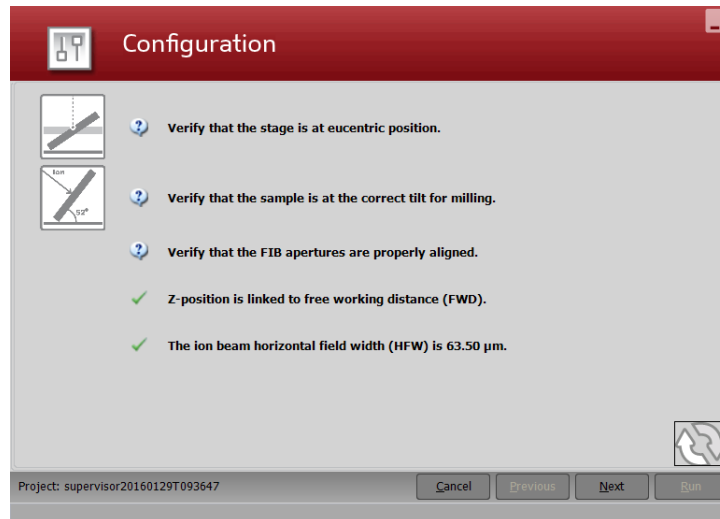 Configuration
Verify that the stage is at eucentric position.
Ion
52°
Verify that the sample is at the correct tilt for milling.
Verify that the FIB apertures are properly aligned.
Z-position is linked to free working distance (FWD).
The ion beam horizontal field width (HFW) is 63.50 µm.
Project: supervisor20160129T093647
Cancel
Previous
Next
Run